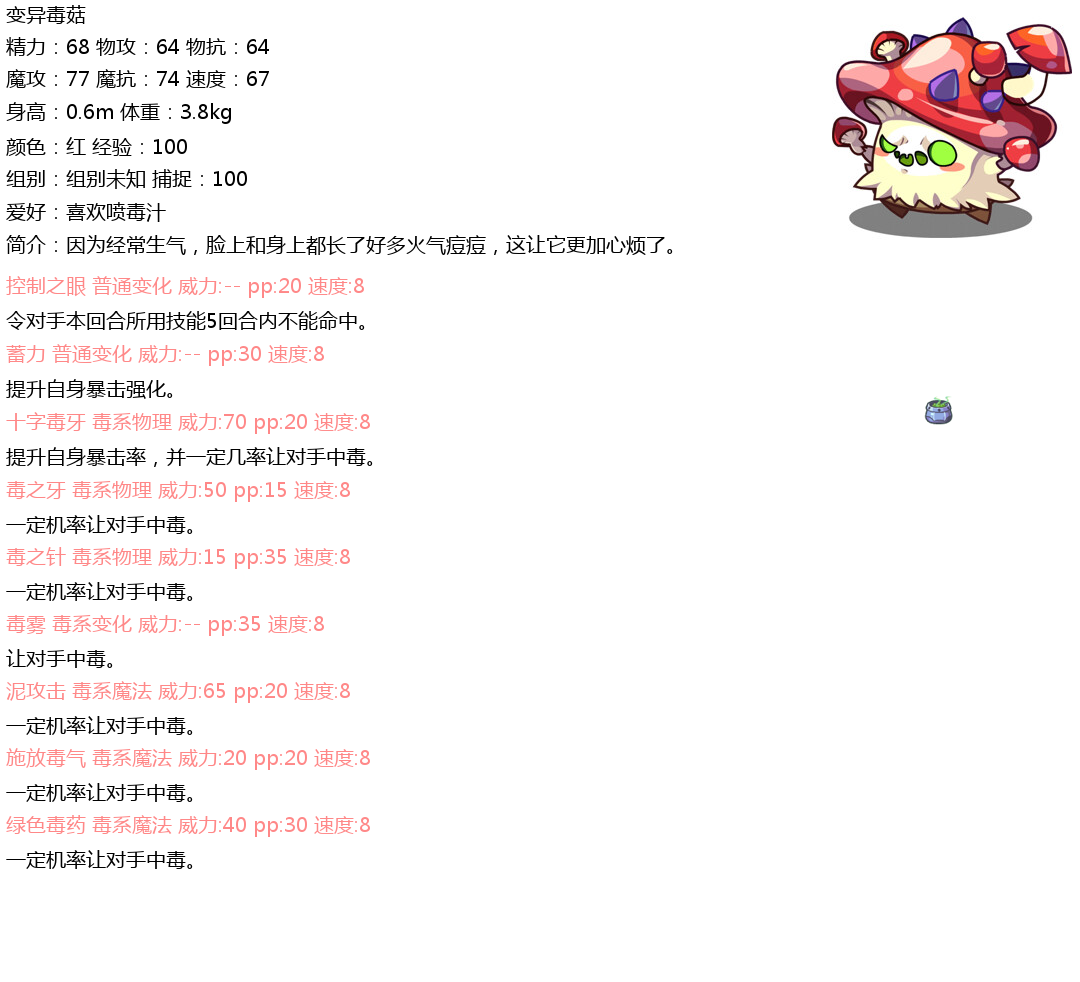 变异毒菇
精力：68 物攻：64 物抗：64
魔攻：77 魔抗：74 速度：67
身高：0.6m 体重：3.8kg
颜色：红 经验：100
组别：组别未知 捕捉：100
爱好：喜欢喷毒汁
简介：因为经常生气，脸上和身上都长了好多火气痘痘，这让它更加心烦了。
控制之眼 普通变化 威力:-- pp:20 速度:8
令对手本回合所用技能5回合内不能命中。
蓄力 普通变化 威力:-- pp:30 速度:8
提升自身暴击强化。
十字毒牙 毒系物理 威力:70 pp:20 速度:8
提升自身暴击率，并一定几率让对手中毒。
毒之牙 毒系物理 威力:50 pp:15 速度:8
一定机率让对手中毒。
毒之针 毒系物理 威力:15 pp:35 速度:8
一定机率让对手中毒。
毒雾 毒系变化 威力:-- pp:35 速度:8
让对手中毒。
泥攻击 毒系魔法 威力:65 pp:20 速度:8
一定机率让对手中毒。
施放毒气 毒系魔法 威力:20 pp:20 速度:8
一定机率让对手中毒。
绿色毒药 毒系魔法 威力:40 pp:30 速度:8
一定机率让对手中毒。